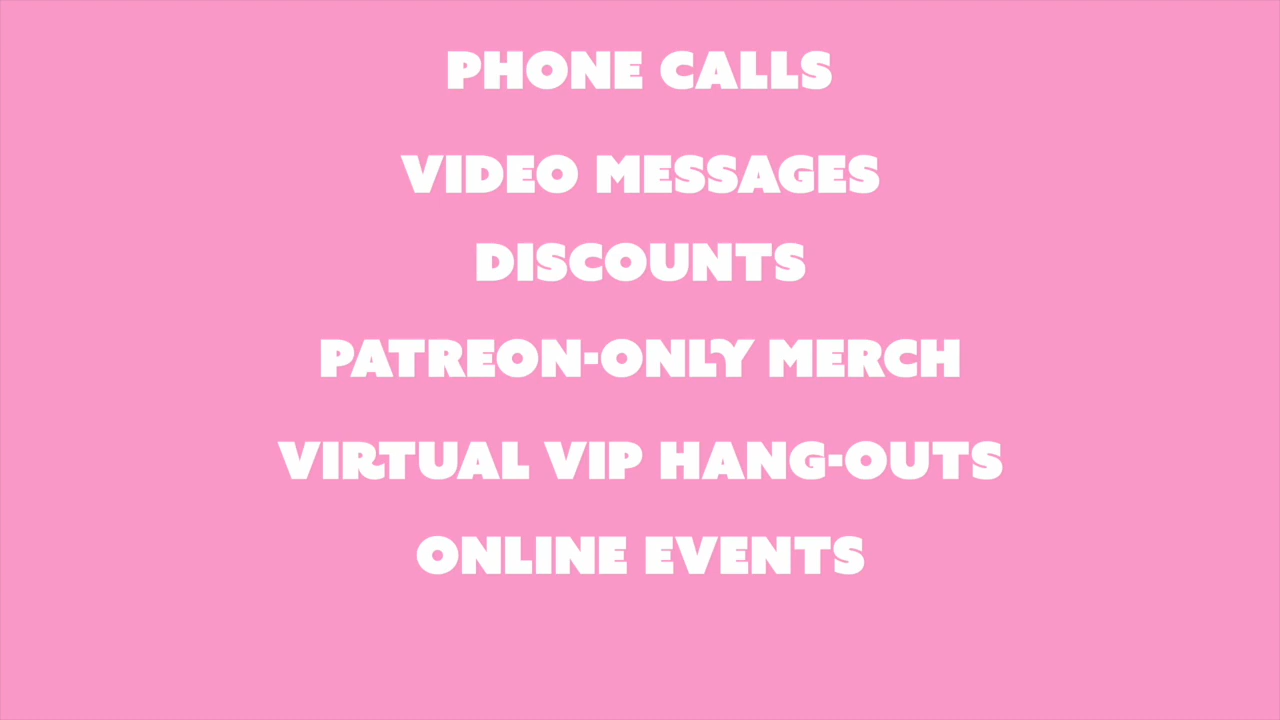 PHONE CALLS
VIDEO MESSAGES
DISCOUNTS
PATREON-ONLY MERCH
VIRTUAL VIP HANG-OUTS
ONLINE EVENTS